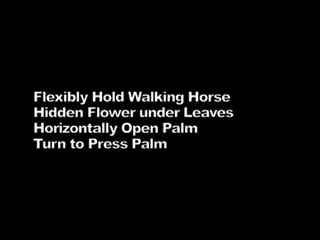 Flexibly Hold Walking Horse
Hidden Flower under Leaves
Horizontally Open Palm
Turn to Press Palm